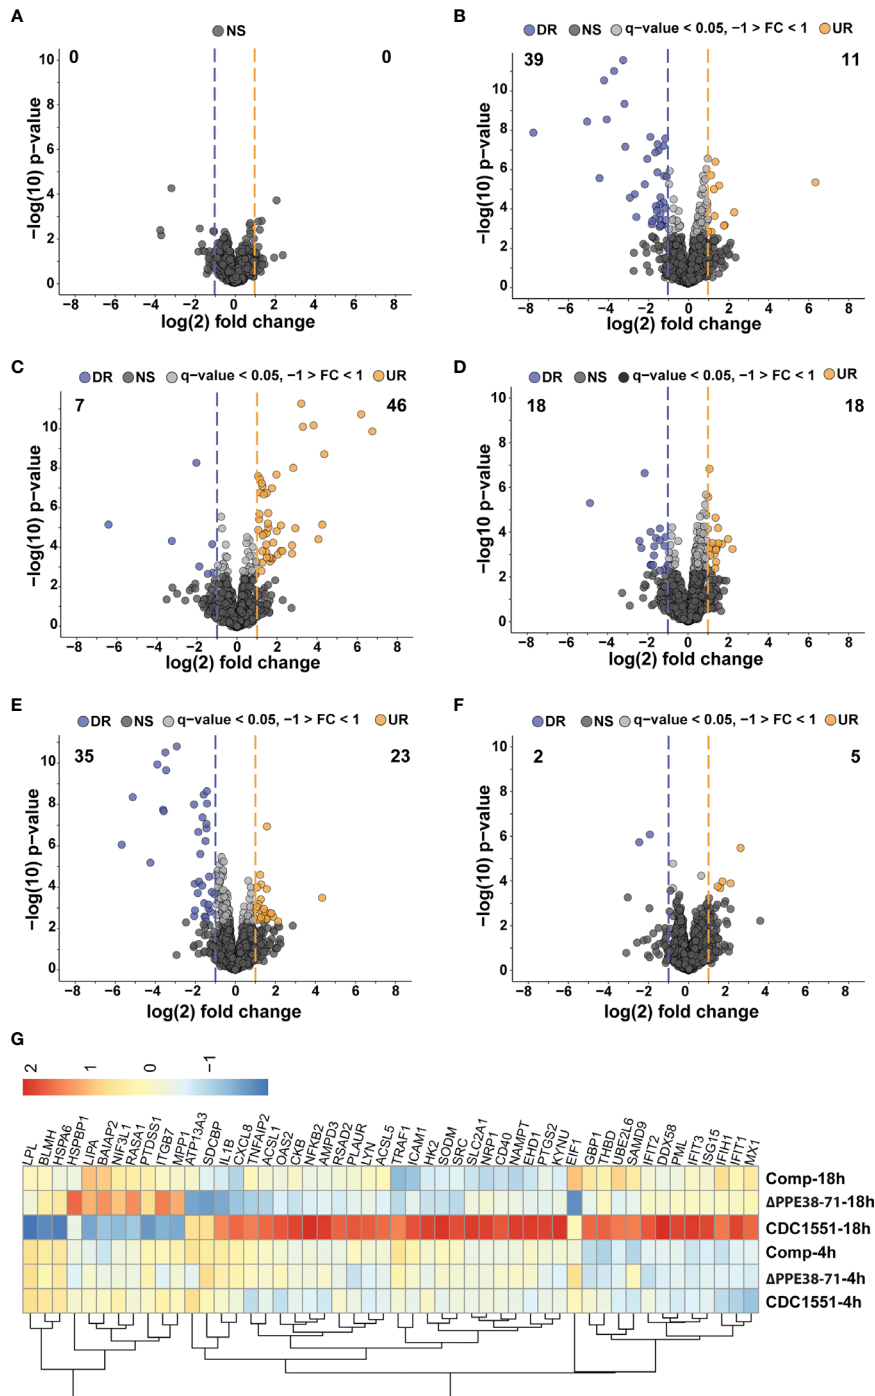 A
NS
0
0
10
8
6
4
2
0
−log(10) p−value
−8 −6 −4 −2 0 2 4 6 8
log(2) fold change
B
DR NS q−value < 0.05, −1 > FC < 1 UR
39
11
10
8
6
4
2
0
−log(10) p−value
−8 −6 −4 −2 0 2 4 6 8
log(2) fold change
C
DR NS q−value < 0.05, −1 > FC < 1 UR
7
46
10
8
6
4
2
0
−log(10) p−value
−8 −6 −4 −2 0 2 4 6 8
log(2) fold change
D
DR NS q−value < 0.05, −1 > FC < 1 UR
18
18
10
8
6
4
2
0
−log10 p−value
−8 −6 −4 −2 0 2 4 6 8
log(2) fold change
E
DR NS q−value < 0.05, −1 > FC < 1 UR
35
23
10
8
6
4
2
0
−log(10) p−value
−8 −6 −4 −2 0 2 4 6 8
log(2) fold change
F
DR NS q−value < 0.05, −1 > FC < 1 UR
2
5
10
8
6
4
2
0
−log(10) p−value
−8 −6 −4 −2 0 2 4 6 8
log(2) fold change
G
2 1 0 −1
LPL
BLMH
HSPA6
HSPBP1
LIPA
BAIAP2
NIF3L1
RASA1
PTDSS1
ITGB7
MPP1
ATP13A3
SDCBP
IL1B
CXCL8
TNFAIP2
ACSL1
OAS2
CKB
NFKB2
AMPD3
RSAD2
PLAUR
LYN
ACSL5
TRAF1
ICAM1
HK2
SODM
SRC
SLC2A1
NRP1
CD40
NAMPT
EHD1
PTGS2
KYNU
EIF1
GBP1
THBD
UBE2L6
SAMD9
IFIT2
DDX58
PML
IFIT3
ISG15
IFIH1
IFIT1
MX1
Comp-18h
ΔPPE38-71-18h
CDC1551-18h
Comp-4h
ΔPPE38-71-4h
CDC1551-4h